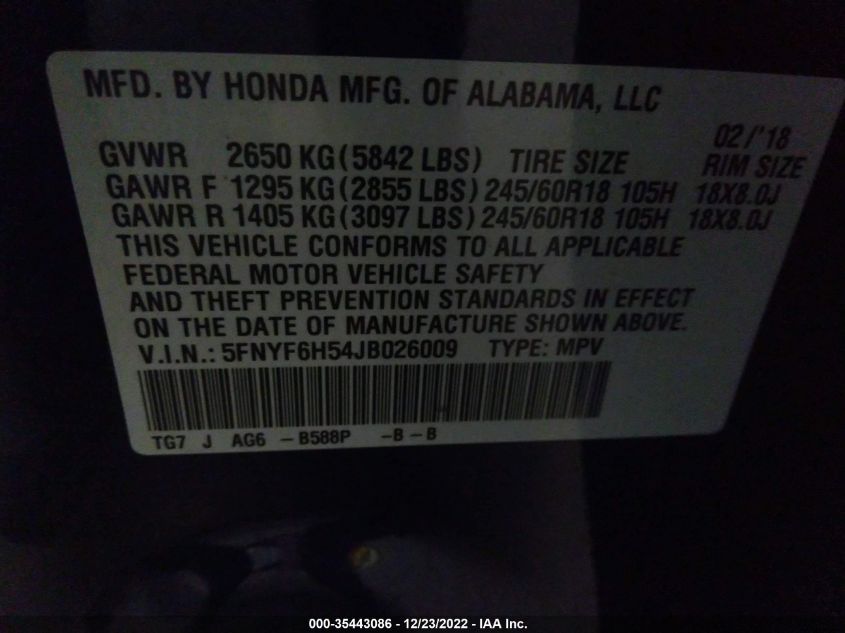 MFD. BY HONDA MFG. OF ALABAMA, LLC
02/'18
GVWR 2650 KG (5842 LBS) TIRE SIZE RIM SIZE
GAWR F 1295 KG (2855 LBS) 245/60R18 105H 18X8.0J
GAWR R 1405 KG (3097 LBS) 245/60R18 105H 18X8.0J
THIS VEHICLE CONFORMS TO ALL APPLICABLE
FEDERAL MOTOR VEHICLE SAFETY
AND THEFT PREVENTION STANDARDS IN EFFECT
ON THE DATE OF MANUFACTURE SHOWN ABOVE.
V.I.N.: 5FNYF6H54JB026009 TYPE: MPV
TG7 J AG6 -B588P -B-B
000-35443086 - 12/23/2022 - IAA Inc.